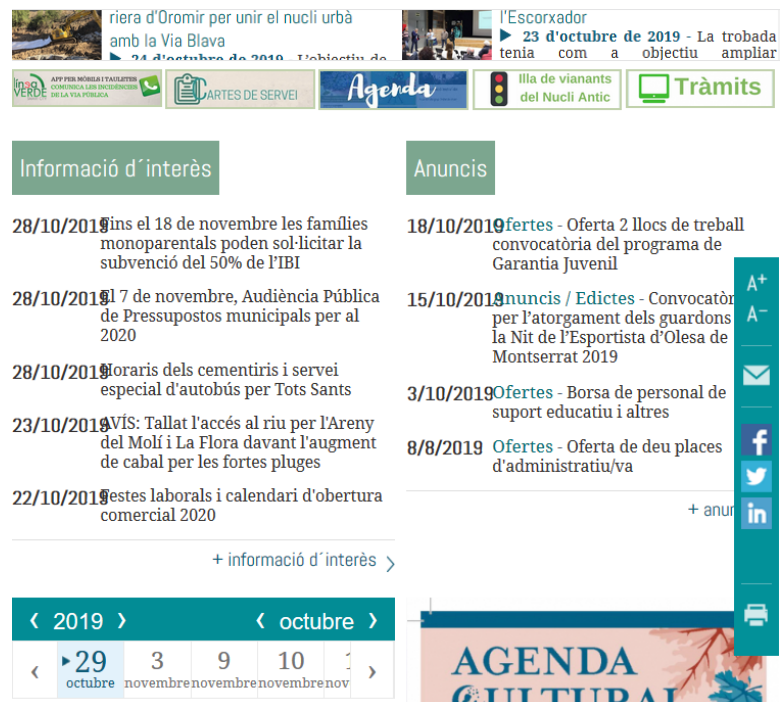 riera d'Oromir per unir el nucli urbà
amb la Via Blava
24 d'octubre de 2019 - L'objectiu de
l'Escorxador
23 d'octubre de 2019 - La trobada
tenia com a objectiu ampliar
línia VERDE
APP PER MÒBILS I TAULETES
COMUNICA LES INCIDÈNCIES
DE LA VIA PÚBLICA
CARTES DE SERVEI
Agenda
Illa de vianants
del Nucli Antic
Tràmits
Informació d´interès
28/10/2019 Fins el 18 de novembre les famílies
monoparentals poden sol·licitar la
subvenció del 50% de l'IBI
28/10/2019 El 7 de novembre, Audiència Pública
de Pressupostos municipals per al
2020
28/10/2019 Horaris dels cementiris i servei
especial d'autobús per Tots Sants
23/10/2019 AVÍS: Tallat l'accés al riu per l'Areny
del Molí i La Flora davant l'augment
de cabal per les fortes pluges
22/10/2019 Festes laborals i calendari d'obertura
comercial 2020
+ informació d´interès
Anuncis
18/10/2019 Ofertes - Oferta 2 llocs de treball
convocatòria del programa de
Garantia Juvenil
15/10/2019 Anuncis / Edictes - Convocatòr
per l'atorgament dels guardons
la Nit de l'Esportista d'Olesa de
Montserrat 2019
3/10/2019 Ofertes - Borsa de personal de
suport educatiu i altres
8/8/2019 Ofertes - Oferta de deu places
d'administratiu/va
+ anun
A+
A-
2019 octubre
29 3 9 10
octubre novembre novembre novembre nov
AGENDA
CULTURAL